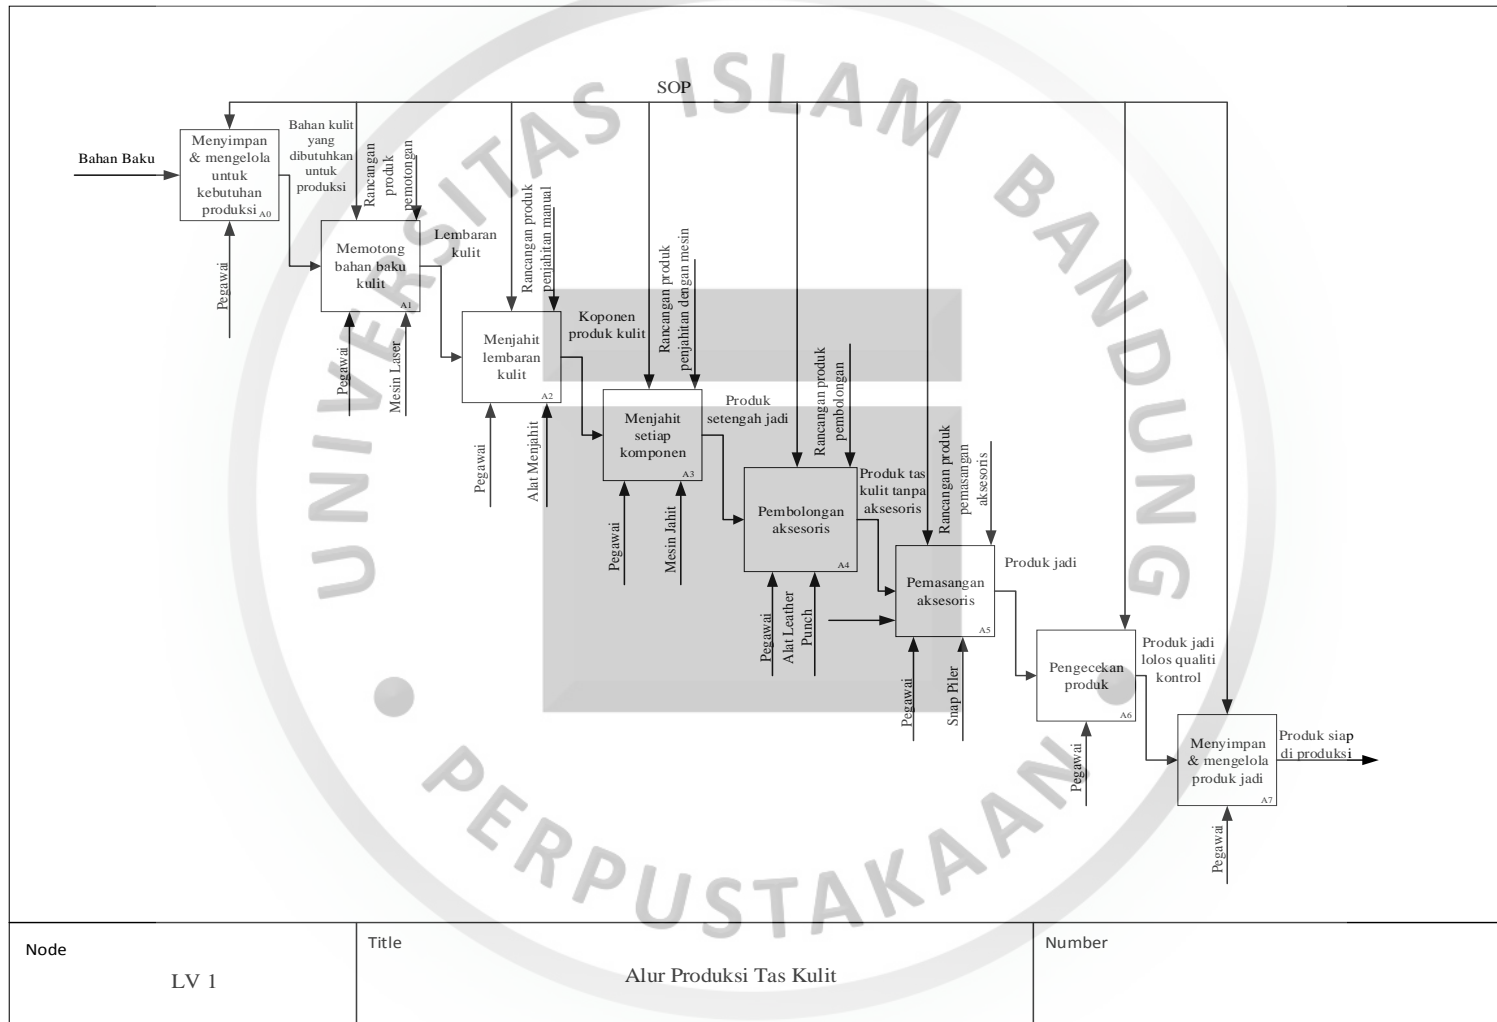 SOP
Bahan Baku
Menyimpan
& mengelola
untuk
kebutuhan
produksi
A0
Pegawai
Bahan kulit
yang
dibutuhkan
untuk
produksi
Rancangan
produk
pemotongan
Memotong
bahan baku
kulit
A1
Pegawai
Mesin Laser
Lembaran
kulit
Rancangan produk
penjahitan manual
Menjahit
lembaran
kulit
A2
Pegawai
Alat Menjahit
Koponen
produk kulit
Rancangan produk
penjahitan dengan mesin
Menjahit
setiap
komponen
A3
Pegawai
Mesin Jahit
Produk
setengah jadi
Rancangan produk
pembolongan
Pembolongan
aksesoris
A4
Pegawai
Alat Leather
Punch
Produk tas
kulit tanpa
aksesoris
Rancangan produk
pemasangan
aksesoris
Pemasangan
aksesoris
A5
Pegawai
Snap Piler
Produk jadi
Pengecekan
produk
A6
Pegawai
Produk jadi
lolos qualiti
kontrol
Menyimpan
& mengelola
produk jadi
A7
Pegawai
Produk siap
di produksi
Node
LV 1
Title
Alur Produksi Tas Kulit
Number
UNIVERSITAS ISLAM BANDUNG
PERPUSTAKAAN